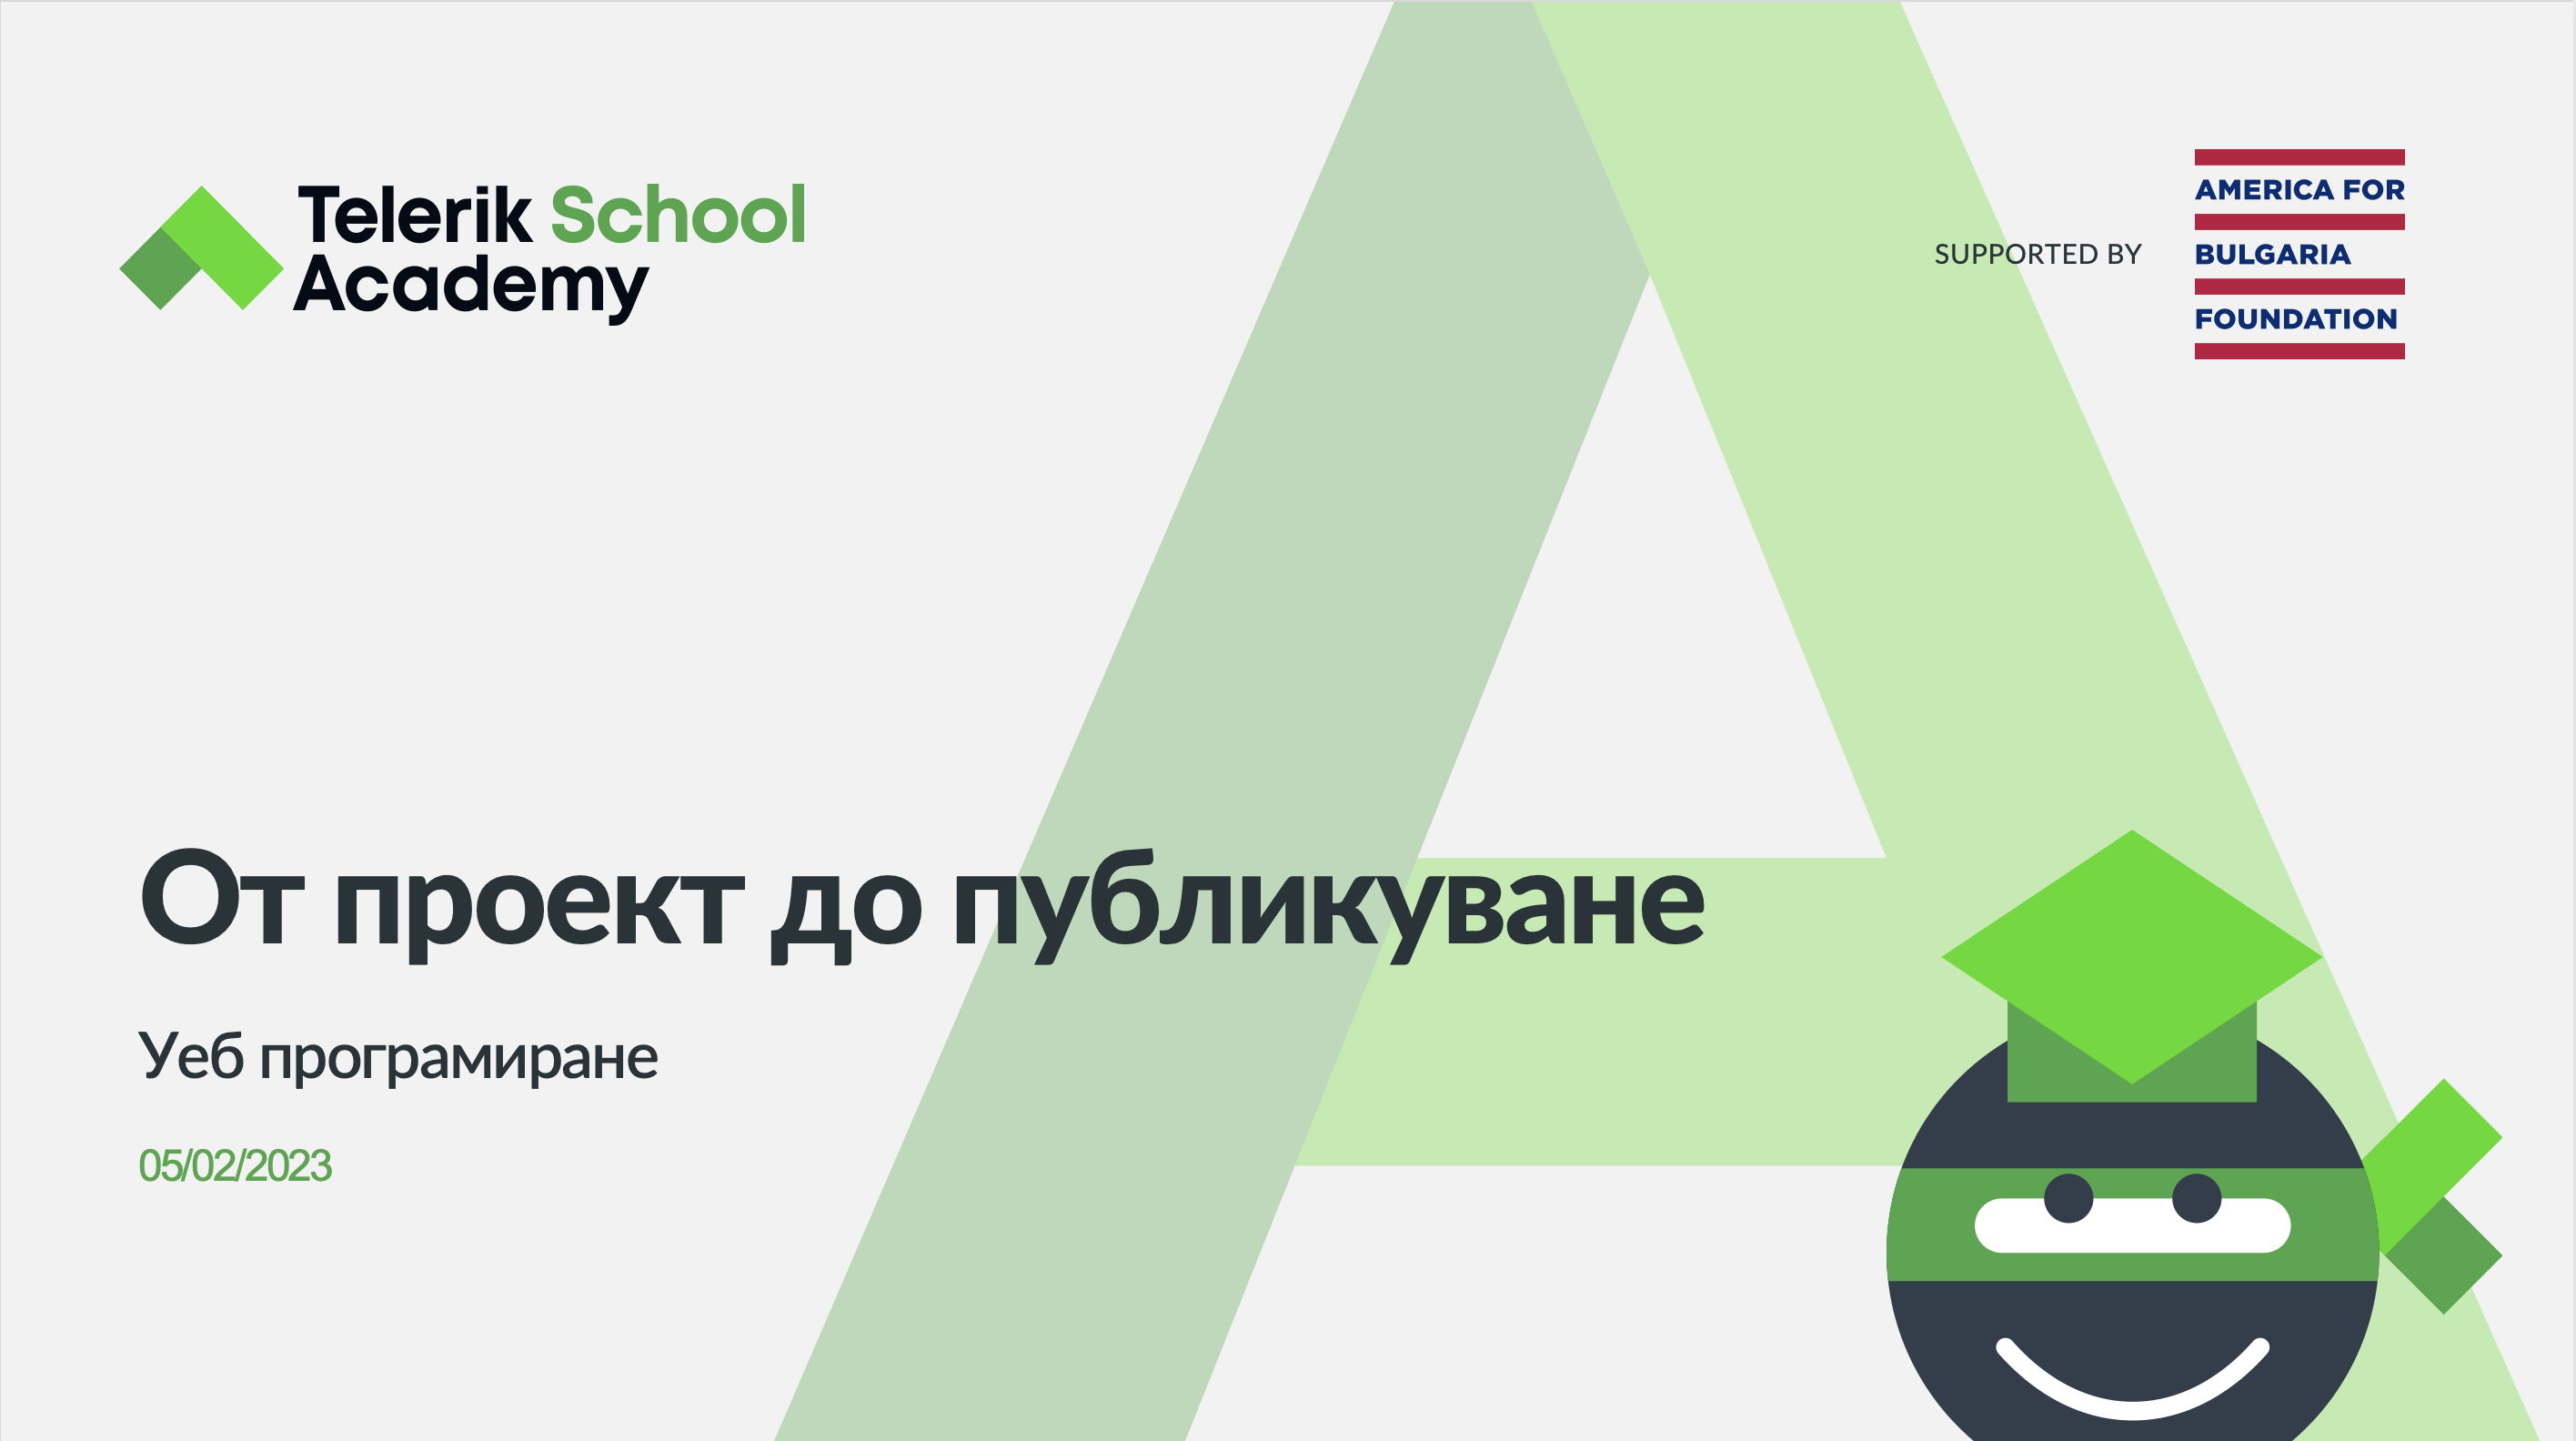 Telerik School
Academy
SUPPORTED BY
AMERICA FOR
BULGARIA
FOUNDATION
От проект до публикуване
Уеб програмиране
05/02/2023